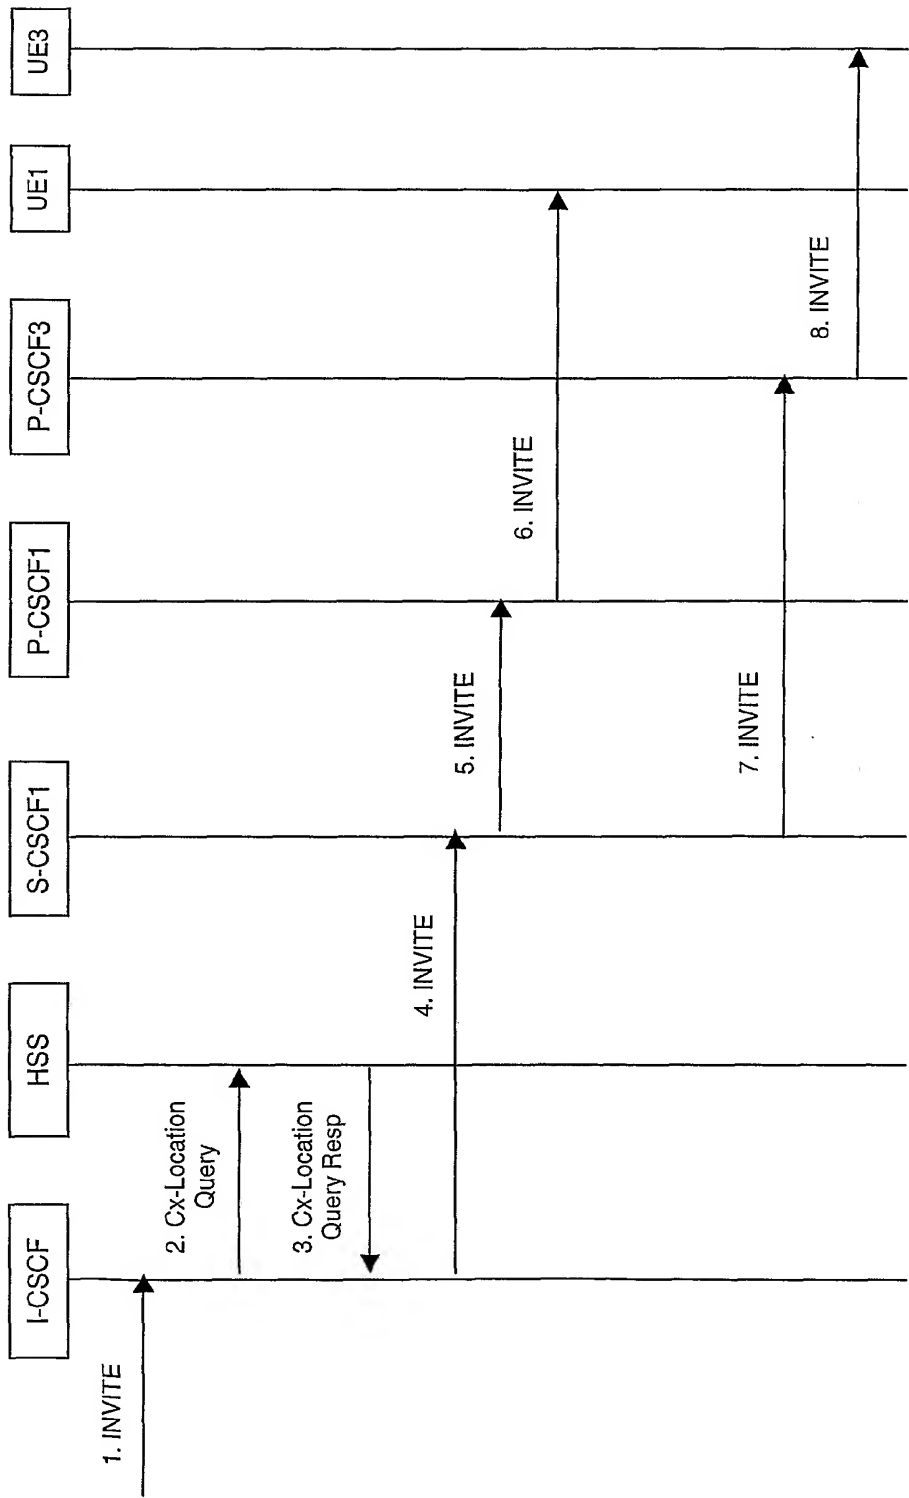 I-CSCF
HSS
S-CSCF1
P-CSCF1
P-CSCF3
UE1
UE3
1. INVITE
2. Cx-Location
Query
3. Cx-Location
Query Resp
4. INVITE
5. INVITE
6. INVITE
7. INVITE
8. INVITE